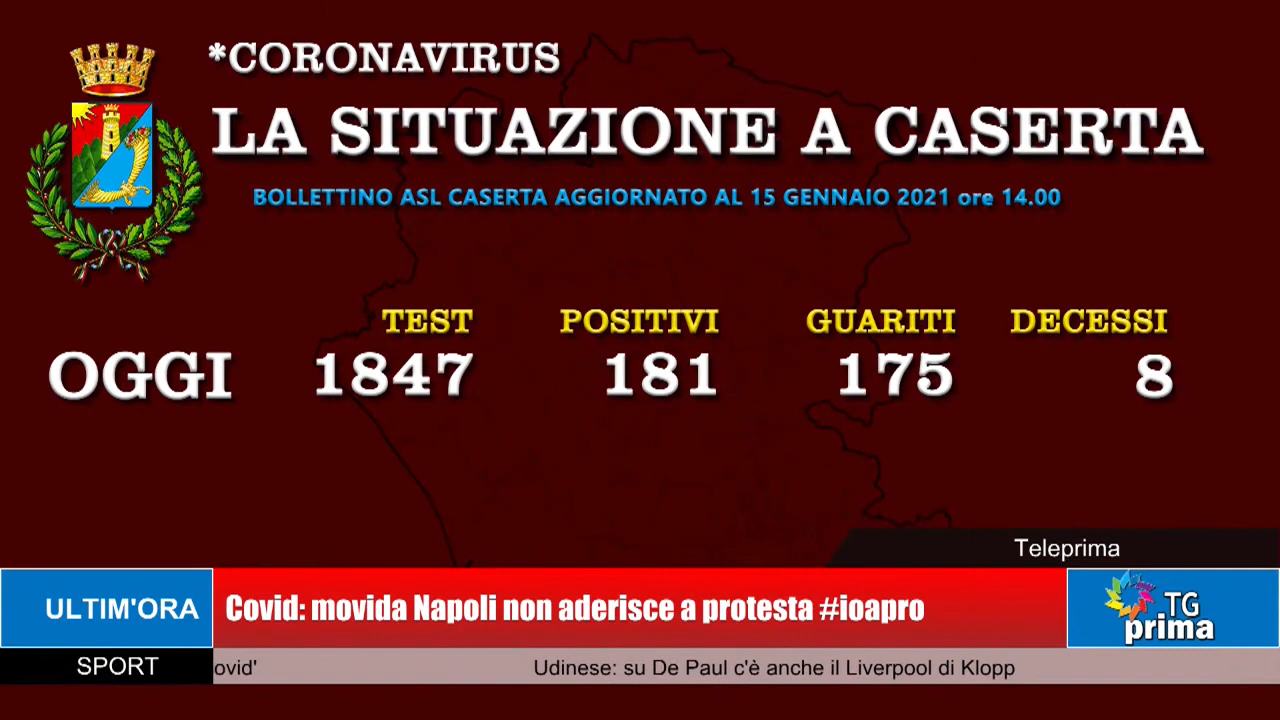 *CORONAVIRUS
LA SITUAZIONE A CASERTA
BOLLETTINO ASL CASERTA AGGIORNATO AL 15 GENNAIO 2021 ore 14.00
TEST POSITIVI GUARITI DECESSI
OGGI 1847 181 175 8
Teleprima
ULTIM'ORA Covid: movida Napoli non aderisce a protesta #ioapro
TG
prima
SPORT ovid' Udinese: su De Paul c'è anche il Liverpool di Klopp